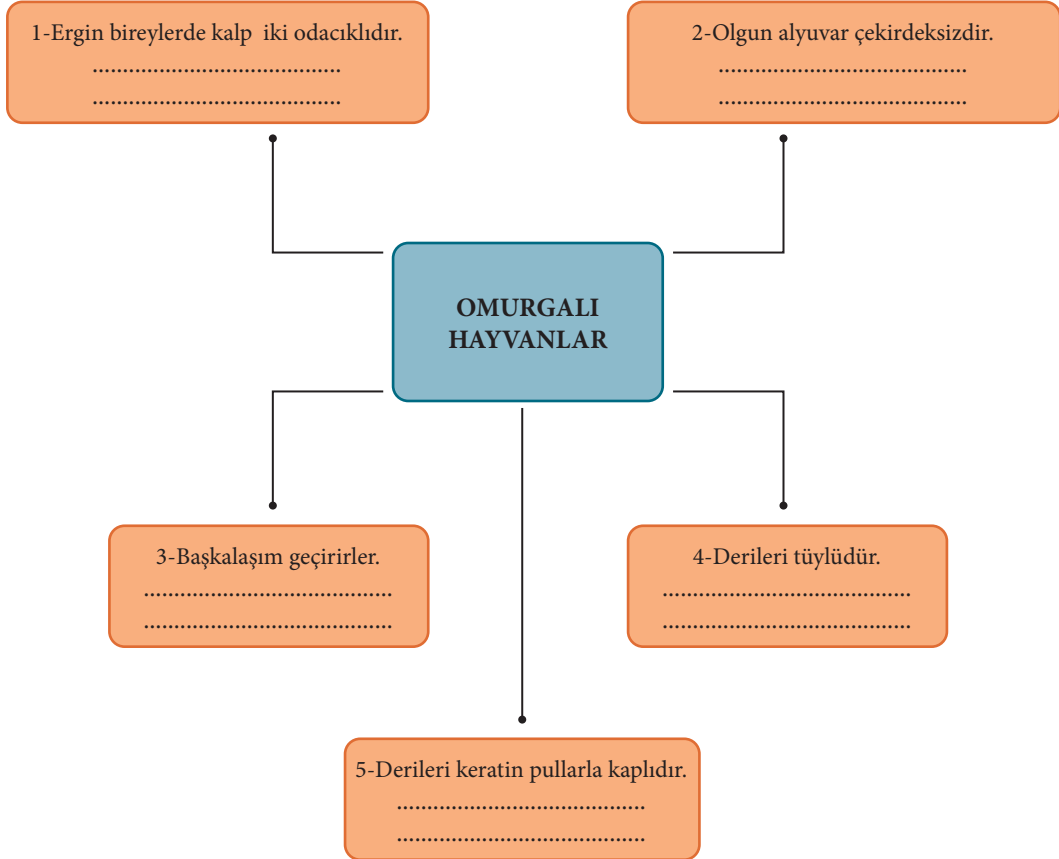 1-Ergin bireylerde kalp iki odacıklıdır.
.........................................
.........................................
2-Olgun alyuvar çekirdeksizdir.
.........................................
.........................................
OMURGALI
HAYVANLAR
3-Başkalaşım geçirirler.
.........................................
.........................................
4-Derileri tüylüdür.
.........................................
.........................................
5-Derileri keratin pullarla kaplıdır.
.........................................
.........................................